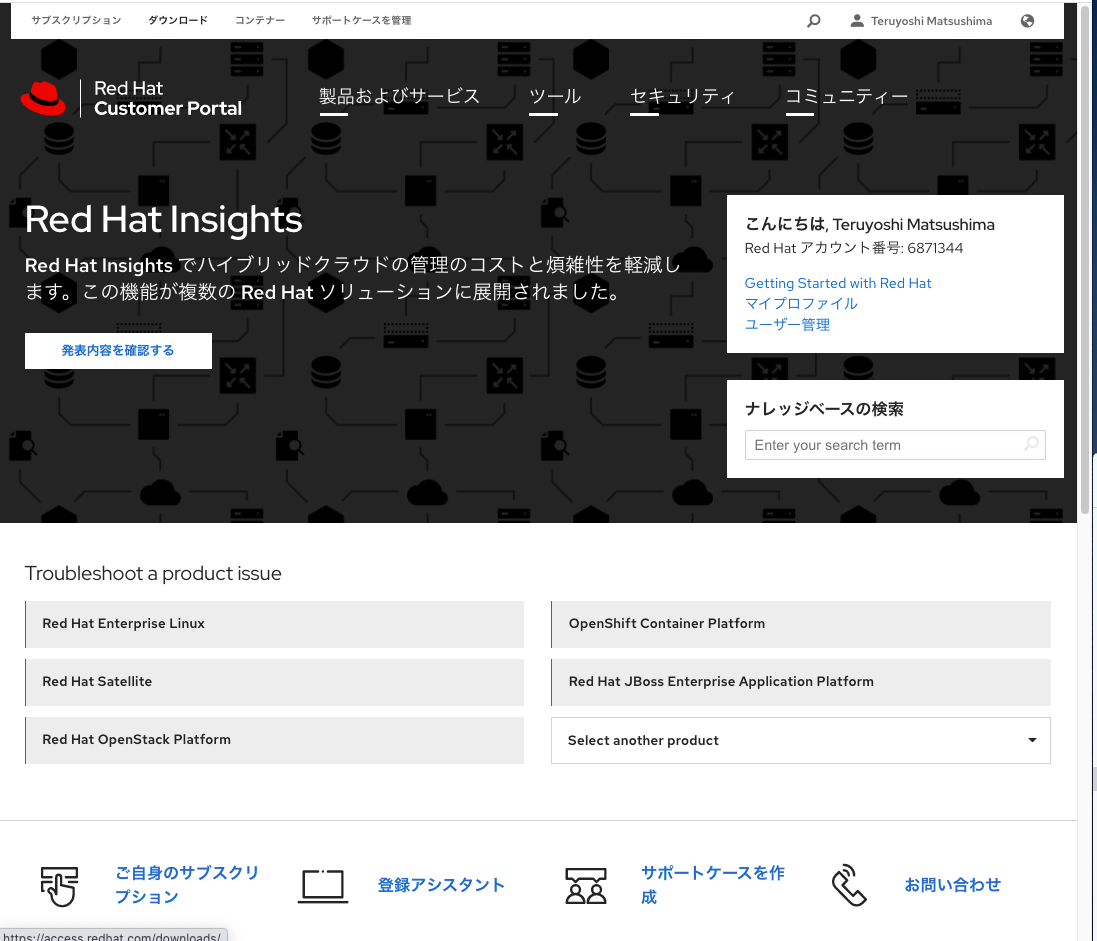 サブスクリプション ダウンロード コンテナー サポートケースを管理 Teruyoshi Matsushima
Red Hat
Customer Portal
製品およびサービス ツール セキュリティ コミュニティー
Red Hat Insights
Red Hat Insights でハイブリッドクラウドの管理のコストと煩雑性を軽減し
ます。この機能が複数の Red Hat ソリューションに展開されました。
発表内容を確認する
こんにちは, Teruyoshi Matsushima
Red Hat アカウント番号: 6871344
Getting Started with Red Hat
マイプロファイル
ユーザー管理
ナレッジベースの検索
Enter your search term
Troubleshoot a product issue
Red Hat Enterprise Linux
OpenShift Container Platform
Red Hat Satellite
Red Hat JBoss Enterprise Application Platform
Red Hat OpenStack Platform
Select another product
ご自身のサブスクリ
プション
登録アシスタント
サポートケースを作
成
お問い合わせ
https://access.redhat.com/downloads/